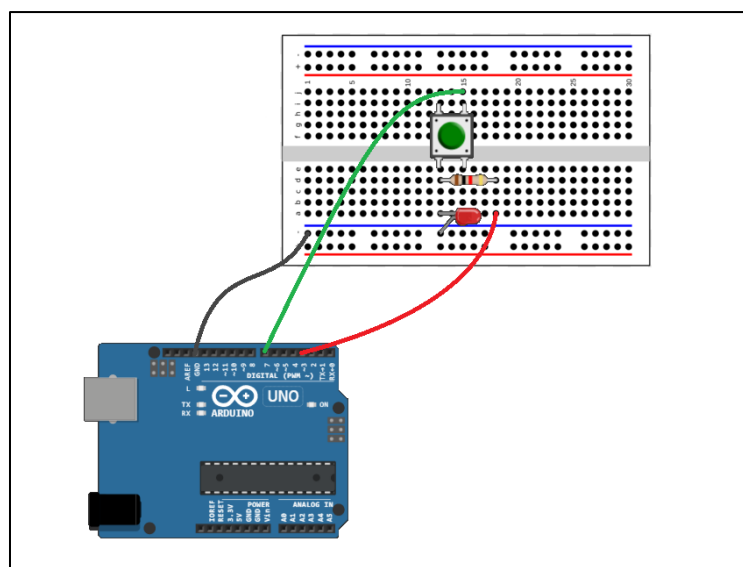 -
+
1 5 10 15 20 25 30
j
i
h
g
f
e
d
c
b
a
-
AREF
GND
13
12
~11
~10
~9
8
7
~6
~5
4
~3
2
TX→1
RX←0
DIGITAL (PWM ~)
L
TX
RX
UNO
ARDUINO
ON
IOREF
RESET
3.3V
5V
GND
GND
Vin
POWER
ANALOG IN
A0
A1
A2
A3
A4
A5